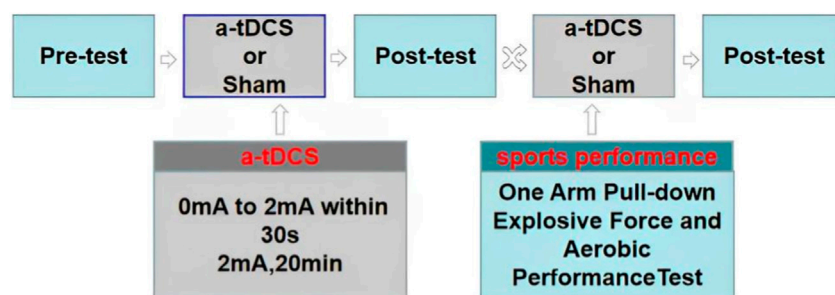 Pre-test
a-tDCS
or
Sham
Post-test
a-tDCS
or
Sham
Post-test
a-tDCS
0mA to 2mA within
30s
2mA,20min
sports performance
One Arm Pull-down
Explosive Force and
Aerobic
PerformanceTest